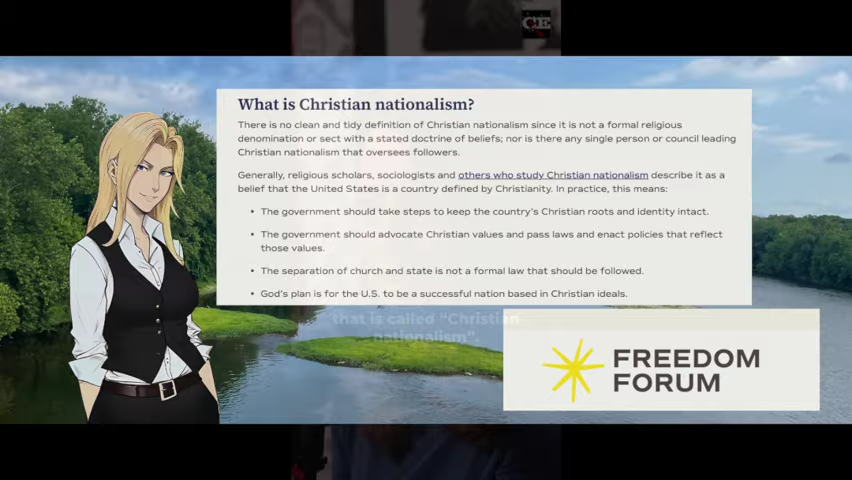 CE
What is Christian nationalism?
There is no clean and tidy definition of Christian nationalism since it is not a formal religious
denomination or sect with a stated doctrine of beliefs; nor is there any single person or council leading
Christian nationalism that oversees followers.
Generally, religious scholars, sociologists and others who study Christian nationalism describe it as a
belief that the United States is a country defined by Christianity. In practice, this means:
• The government should take steps to keep the country's Christian roots and identity intact.
• The government should advocate Christian values and pass laws and enact policies that reflect
those values.
• The separation of church and state is not a formal law that should be followed.
• God's plan is for the U.S. to be a successful nation based in Christian ideals.
that is called “Christian
nationalism”.
FREEDOM
FORUM